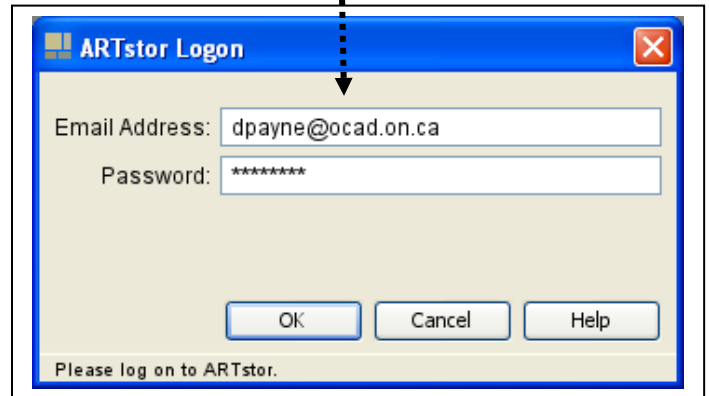 ARTstor Logon
Email Address: dpayne@ocad.on.ca
Password: ********
OK Cancel Help
Please log on to ARTstor.